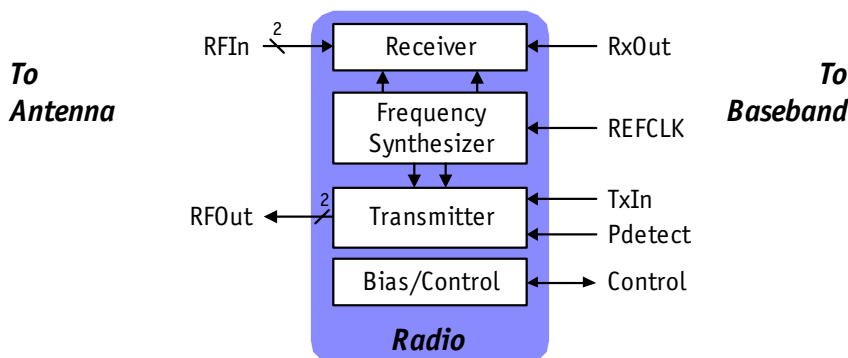 2
RFIn
Receiver
RxOut
To
Antenna
To
Baseband
Frequency
Synthesizer
REFCLK
2
RFOut
Transmitter
TxIn
Pdetect
Bias/Control
Control
Radio